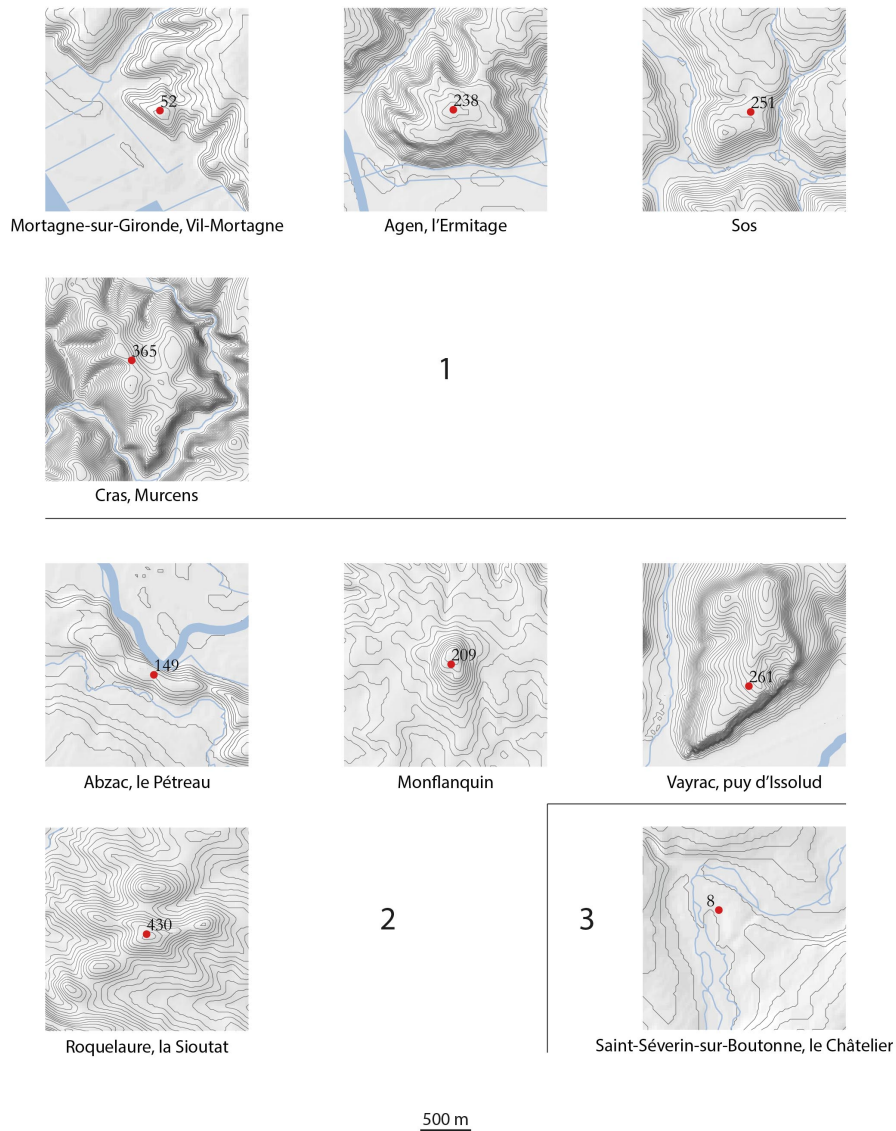 52
238
251
Mortagne-sur-Gironde, Vil-Mortagne
Agen, l'Ermitage
Sos
365
1
Cras, Murcens
149
209
261
Abzac, le Pétreau
Monflanquin
Vayrac, puy d'Issolud
430
2
3
8
Roquelaure, la Sioutat
Saint-Séverin-sur-Boutonne, le Châtelier
500 m